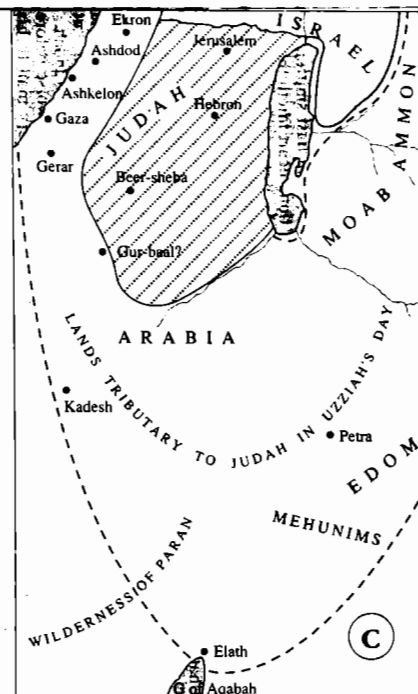 Ekron
ISRAEL
Ashdod
Jerusalem
Ashkelon
JUDAH
Hebron
AMMON
Gaza
Gerar
Beer-sheba
MOAB
Gur-baal?
ARABIA
LANDS TRIBUTARY TO JUDAH IN UZZIAH'S DAY
Kadesh
Petra
EDOM
MEHUNIMS
WILDERNESS OF PARAN
Elath
C
G of Aqabah